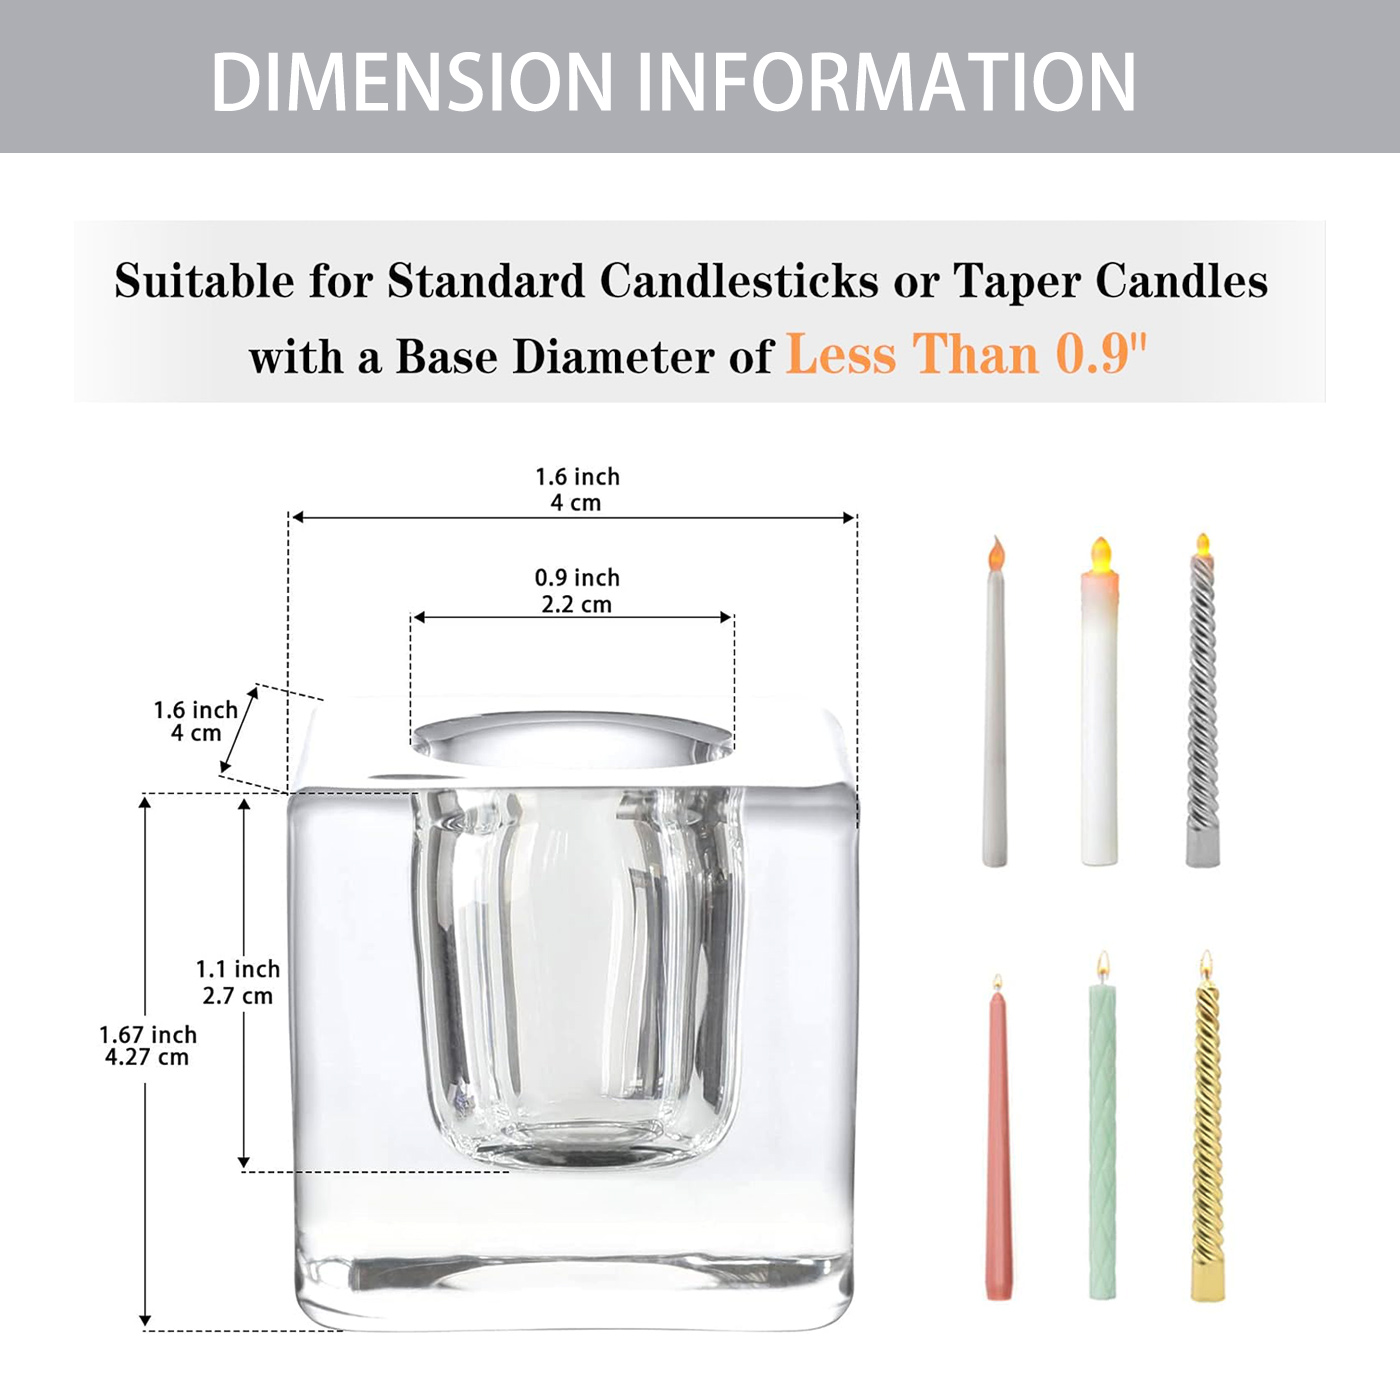 DIMENSION INFORMATION
Suitable for Standard Candlesticks or Taper Candles
with a Base Diameter of Less Than 0.9"
1.6 inch
4 cm
0.9 inch
2.2 cm
1.6 inch
4 cm
1.1 inch
2.7 cm
1.67 inch
4.27 cm